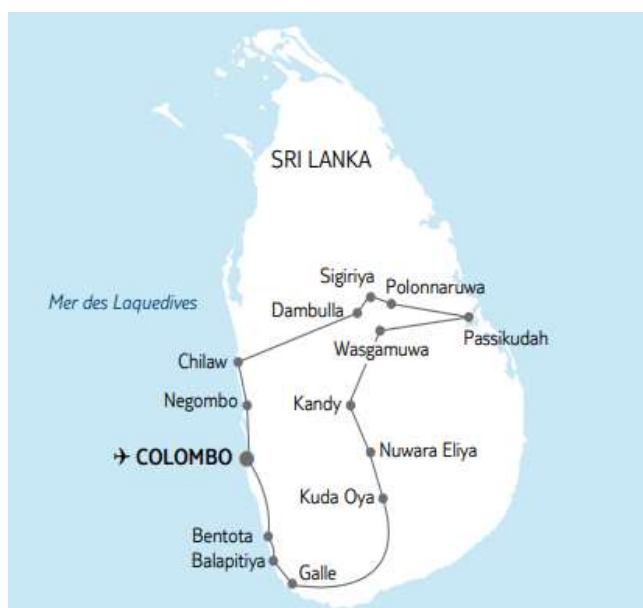 SRI LANKA
Sigiriya
Polonnaruwa
Mer des Laquedives
Dambulla
Passikudah
Wasgamuwa
Chilaw
Negombo
Kandy
Nuwara Eliya
✈ COLOMBO
Kuda Oya
Bentota
Balapitiya
Galle